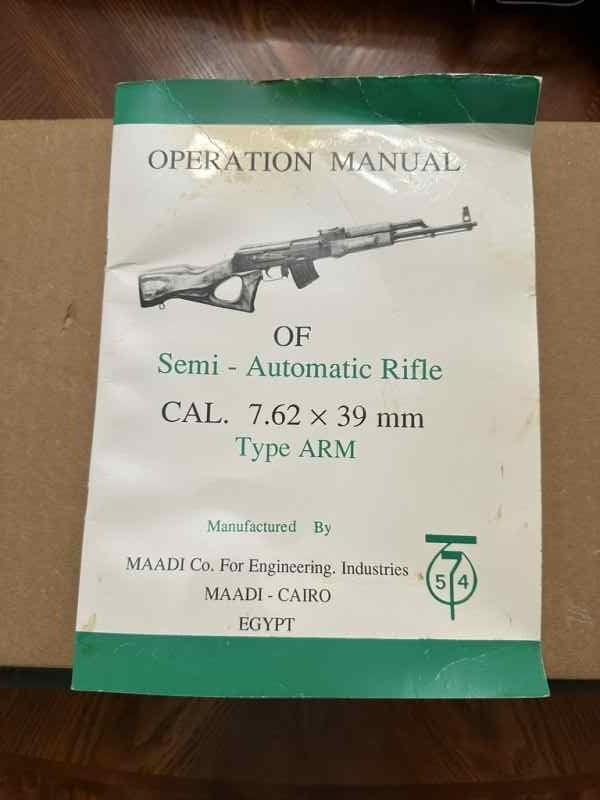 OPERATION MANUAL
OF
Semi - Automatic Rifle
CAL. 7.62 × 39 mm
Type ARM
Manufactured By
MAADI Co. For Engineering. Industries
MAADI - CAIRO
EGYPT
54